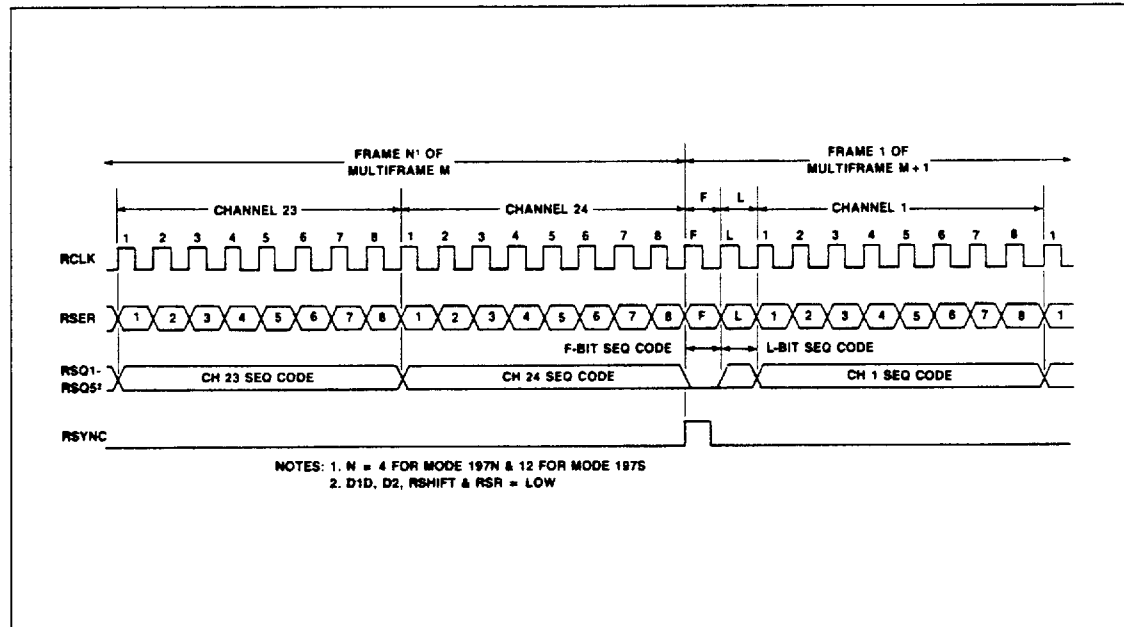 FRAME N¹ OF
MULTIFRAME M
FRAME 1 OF
MULTIFRAME M + 1
F L
CHANNEL 23 CHANNEL 24 CHANNEL 1
1 2 3 4 5 6 7 8 1 2 3 4 5 6 7 8 F L 1 2 3 4 5 6 7 8 1
RCLK
RSER 1 2 3 4 5 6 7 8 1 2 3 4 5 6 7 8 F L 1 2 3 4 5 6 7 8 1
F-BIT SEQ CODE L-BIT SEQ CODE
RSQ1-
RSQ5² CH 23 SEQ CODE CH 24 SEQ CODE CH 1 SEQ CODE
RSYNC
NOTES: 1. N = 4 FOR MODE 197N & 12 FOR MODE 197S
2. D1D, D2, RSHIFT & RSR = LOW